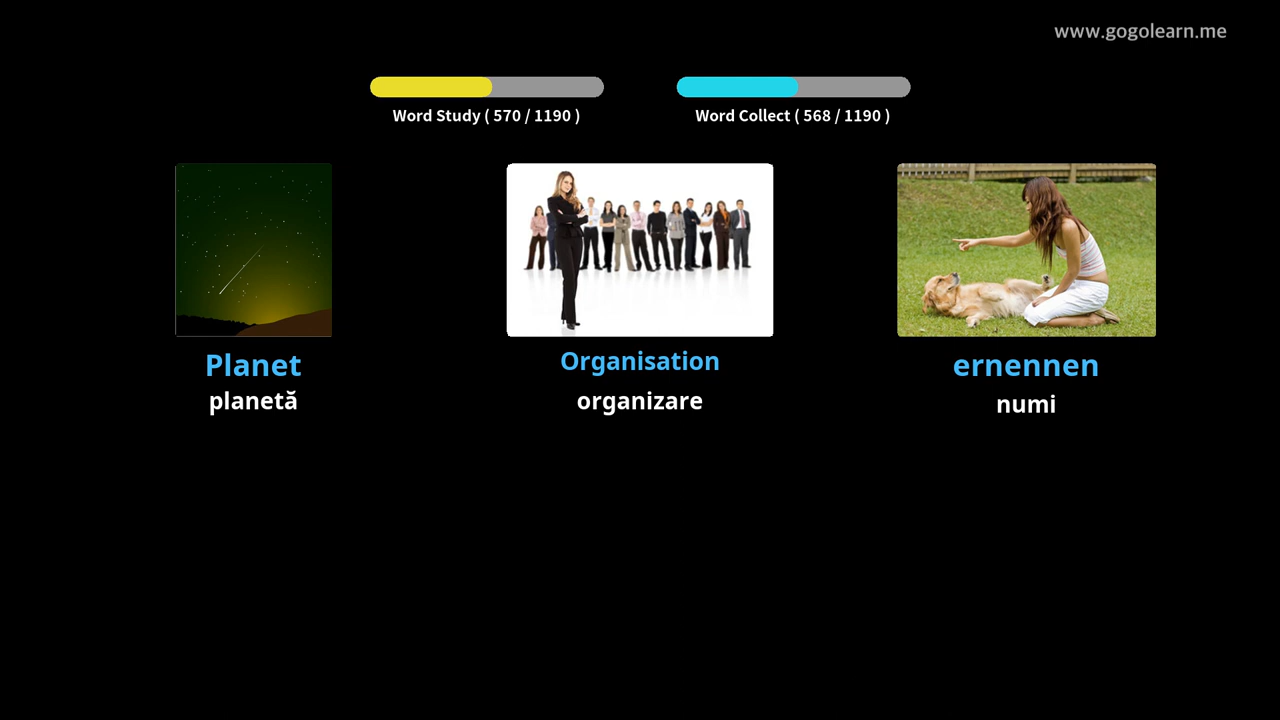 www.gogolearn.me
Word Study ( 570 / 1190 )
Word Collect ( 568 / 1190 )
Planet
planetă
Organisation
organizare
ernennen
numi